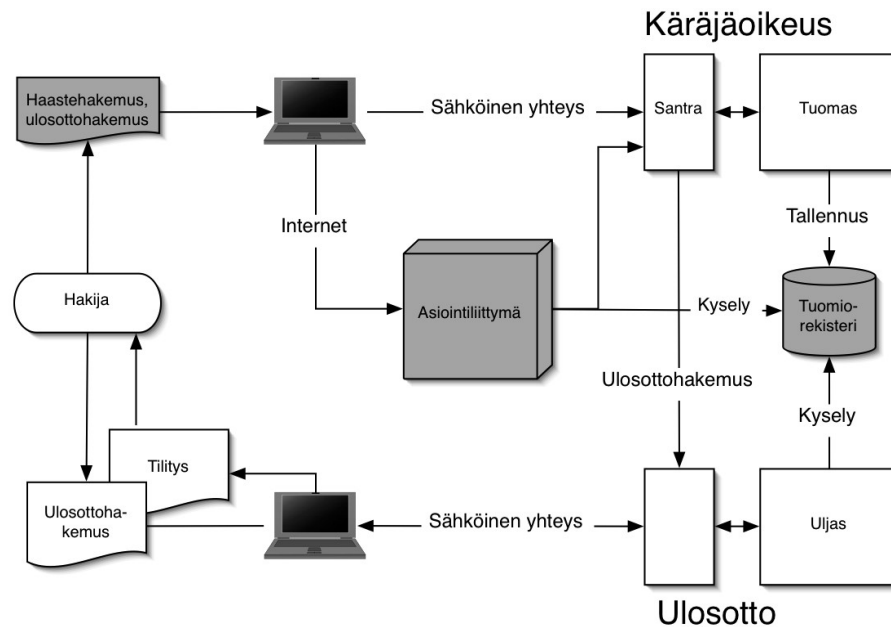 Käräjäoikeus
Haastehakemus,
ulosottohakemus
Sähköinen yhteys
Santra
Tuomas
Internet
Tallennus
Hakija
Asiointiliittymä
Kysely
Tuomio-
rekisteri
Ulosottohakemus
Kysely
Tilitys
Ulosottoha-
kemus
Sähköinen yhteys
Uljas
Ulosotto